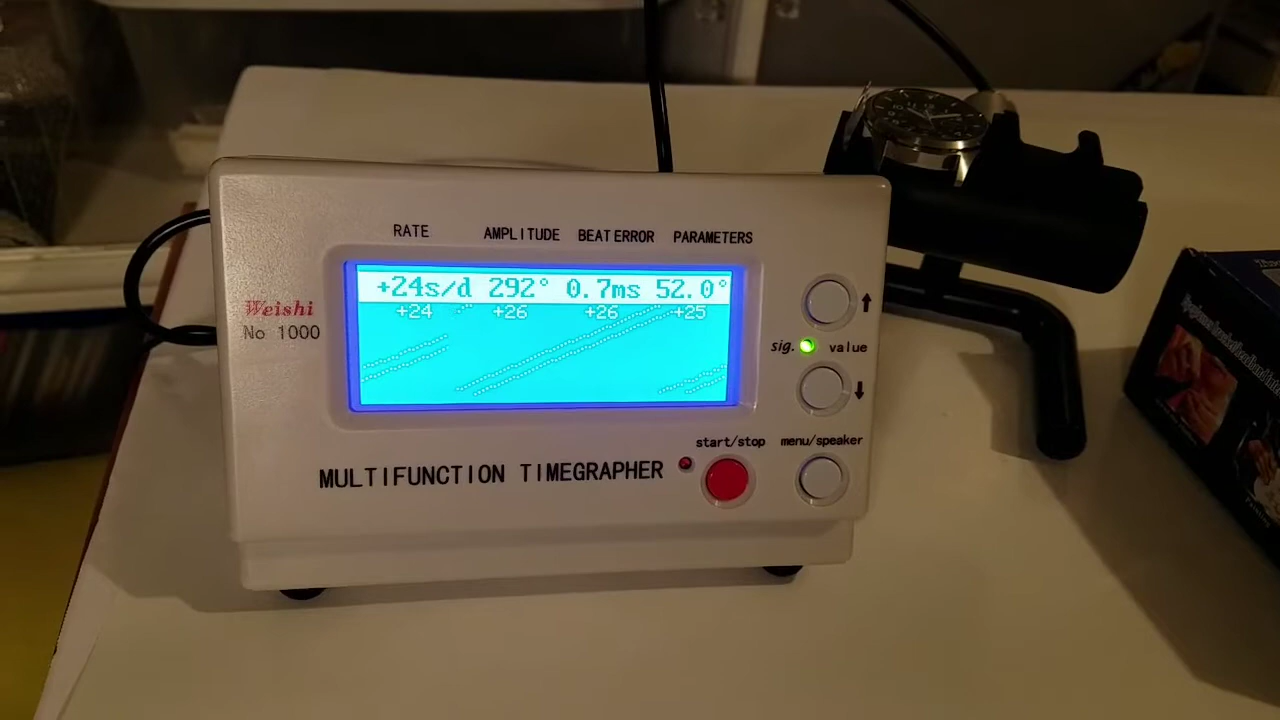 RATE AMPLITUDE BEAT ERROR PARAMETERS
+24s/d 292° 0.7ms 52.0°
+24 +26 +26 +25
Weishi
No 1000
sig. value
start/stop menu/speaker
MULTIFUNCTION TIMEGRAPHER